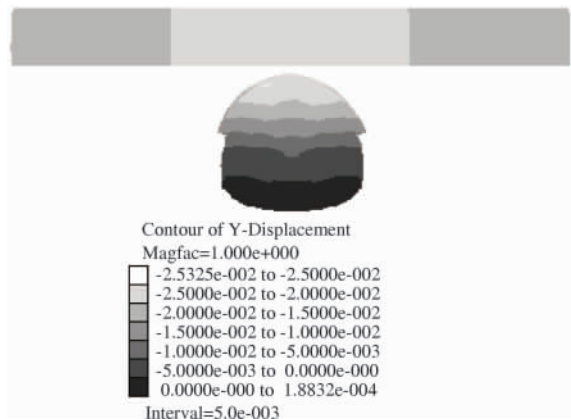 Contour of Y-Displacement
Magfac=1.000e+000
-2.5325e-002 to -2.5000e-002
-2.5000e-002 to -2.0000e-002
-2.0000e-002 to -1.5000e-002
-1.5000e-002 to -1.0000e-002
-1.0000e-002 to -5.0000e-003
-5.0000e-003 to 0.0000e-000
0.0000e-000 to 1.8832e-004
Interval=5.0e-003